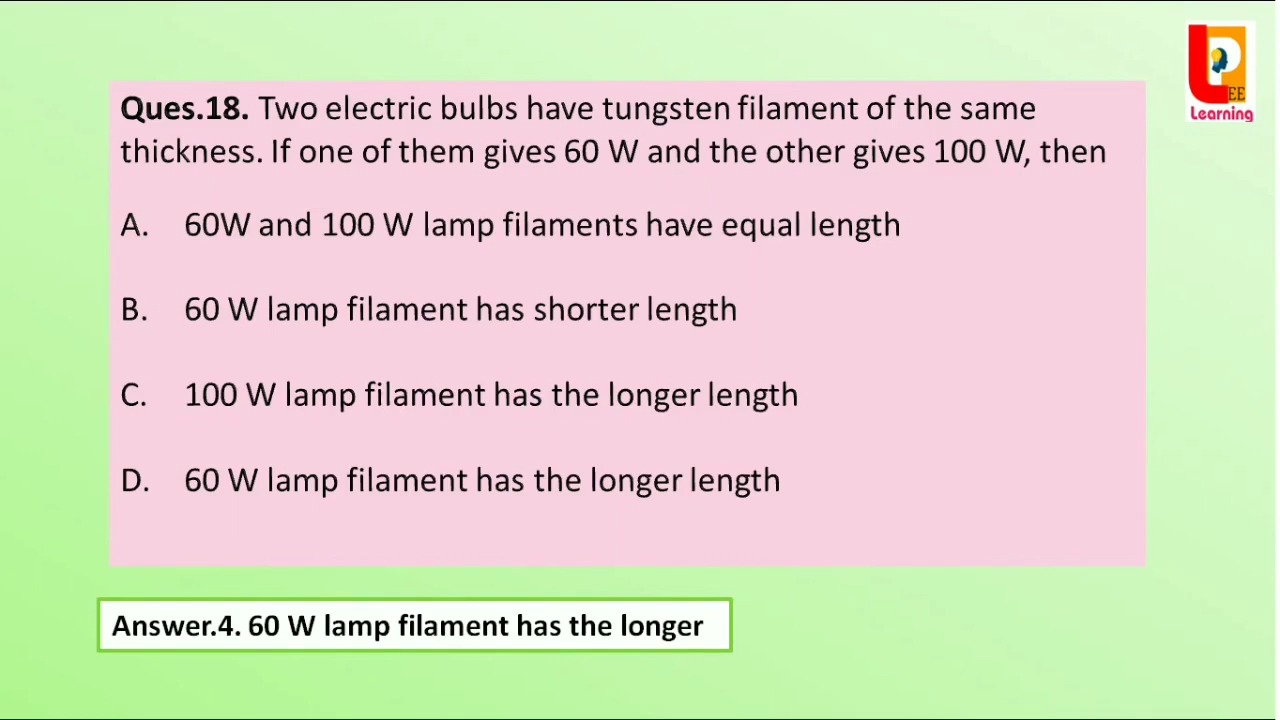 LP
EE
Learning
Ques.18. Two electric bulbs have tungsten filament of the same
thickness. If one of them gives 60 W and the other gives 100 W, then
A. 60W and 100 W lamp filaments have equal length
B. 60 W lamp filament has shorter length
C. 100 W lamp filament has the longer length
D. 60 W lamp filament has the longer length
Answer.4. 60 W lamp filament has the longer